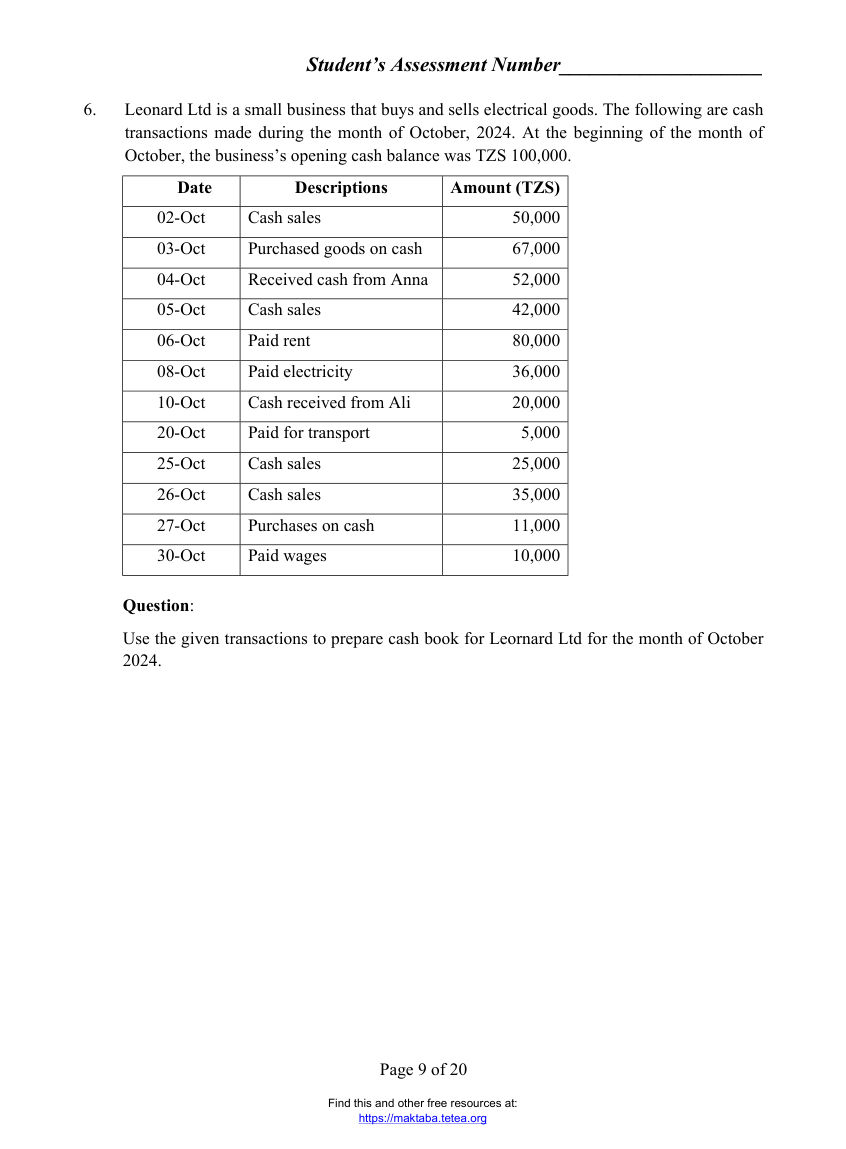 Student’s Assessment Number____________________
6. Leonard Ltd is a small business that buys and sells electrical goods. The following are cash
transactions made during the month of October, 2024. At the beginning of the month of
October, the business’s opening cash balance was TZS 100,000.
Date Descriptions Amount (TZS)
02-Oct Cash sales 50,000
03-Oct Purchased goods on cash 67,000
04-Oct Received cash from Anna 52,000
05-Oct Cash sales 42,000
06-Oct Paid rent 80,000
08-Oct Paid electricity 36,000
10-Oct Cash received from Ali 20,000
20-Oct Paid for transport 5,000
25-Oct Cash sales 25,000
26-Oct Cash sales 35,000
27-Oct Purchases on cash 11,000
30-Oct Paid wages 10,000
Question:
Use the given transactions to prepare cash book for Leornard Ltd for the month of October
2024.
Page 9 of 20
Find this and other free resources at:
https://maktaba.tetea.org